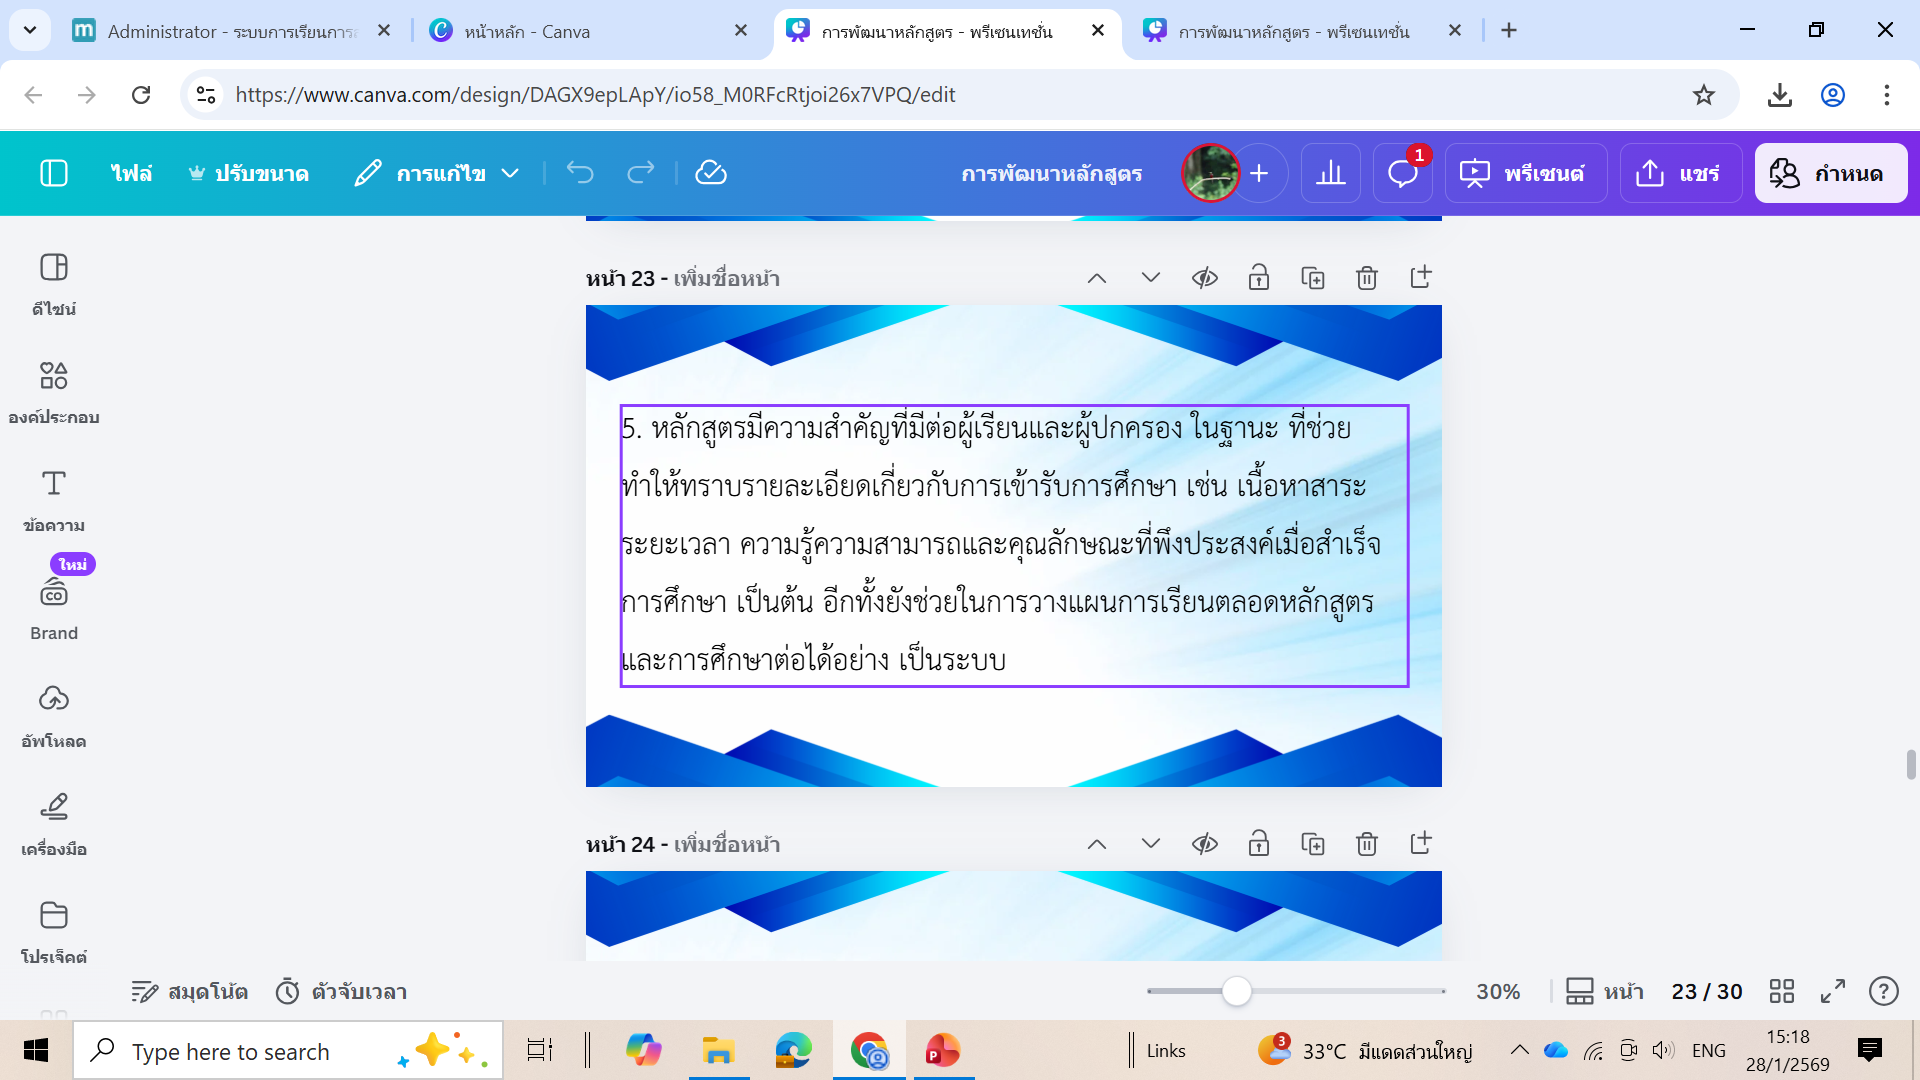 Administrator - ระบบการเรียนการส
หน้าหลัก - Canva
การพัฒนาหลักสูตร - พรีเซนเทชั่น
การพัฒนาหลักสูตร - พรีเซนเทชั่น
https://www.canva.com/design/DAGX9epLApY/io58_M0RFcRtjoi26x7VPQ/edit
ไฟล์
ปรับขนาด
การแก้ไข
การพัฒนาหลักสูตร
1
พรีเซนต์
แชร์
กำหนด
ดีไซน์
องค์ประกอบ
ข้อความ
ใหม่
Brand
อัพโหลด
เครื่องมือ
โปรเจ็คต์
หน้า 23 - เพิ่มชื่อหน้า
5. หลักสูตรมีความสำคัญที่มีต่อผู้เรียนและผู้ปกครอง ในฐานะ ที่ช่วย
ทำให้ทราบรายละเอียดเกี่ยวกับการเข้ารับการศึกษา เช่น เนื้อหาสาระ
ระยะเวลา ความรู้ความสามารถและคุณลักษณะที่พึงประสงค์เมื่อสำเร็จ
การศึกษา เป็นต้น อีกทั้งยังช่วยในการวางแผนการเรียนตลอดหลักสูตร
และการศึกษาต่อได้อย่าง เป็นระบบ
หน้า 24 - เพิ่มชื่อหน้า
สมุดโน้ต
ตัวจับเวลา
30%
หน้า
23 / 30
Type here to search
Links
3
33°C มีแดดส่วนใหญ่
ENG
15:18
28/1/2569